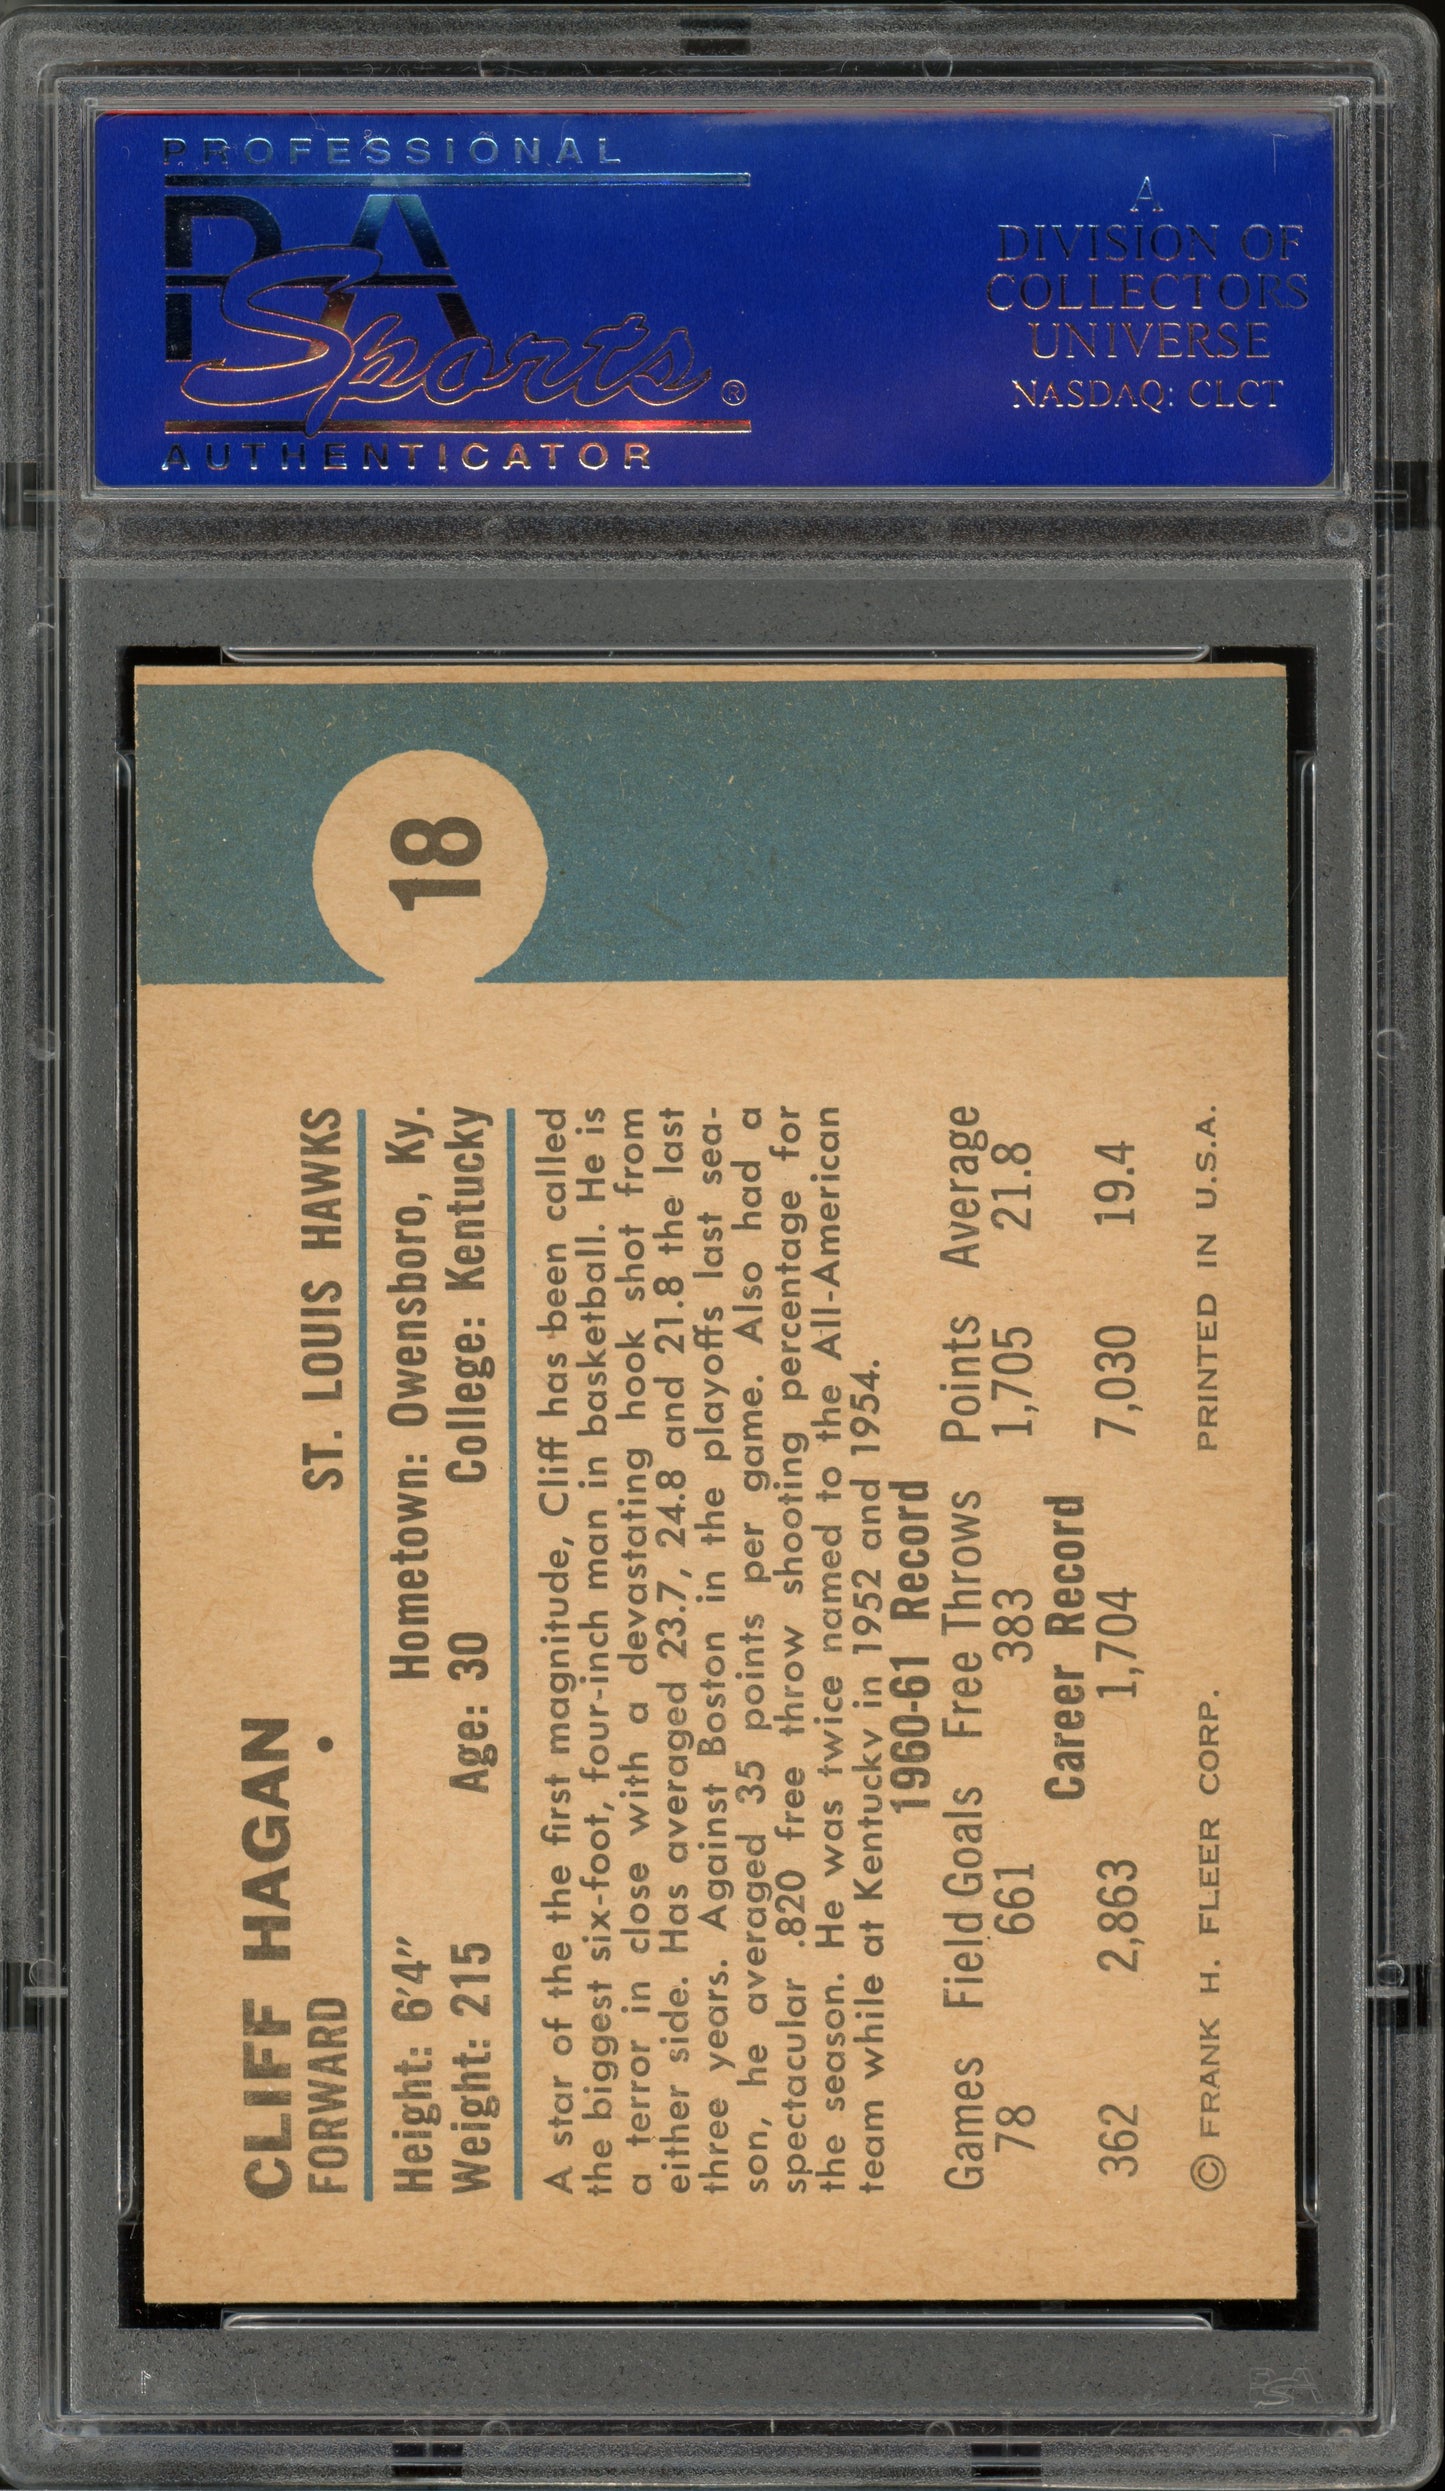 PROFESSIONAL
PSA
Sports®
AUTHENTICATOR
A
DIVISION OF
COLLECTORS
UNIVERSE
NASDAQ: CLCT
18
CLIFF HAGAN
FORWARD • ST. LOUIS HAWKS
Height: 6'4" Hometown: Owensboro, Ky.
Weight: 215 Age: 30 College: Kentucky
A star of the the first magnitude, Cliff has been called
the biggest six-foot, four-inch man in basketball. He is
a terror in close with a devastating hook shot from
either side. Has averaged 23.7, 24.8 and 21.8 the last
three years. Against Boston in the playoffs last sea-
son, he averaged 35 points per game. Also had a
spectacular .820 free throw shooting percentage for
the season. He was twice named to the All-American
team while at Kentucky in 1952 and 1954.
1960-61 Record
Games Field Goals Free Throws Points Average
78 661 383 1,705 21.8
Career Record
362 2,863 1,704 7,030 19.4
© FRANK H. FLEER CORP. PRINTED IN U.S.A.
PSA